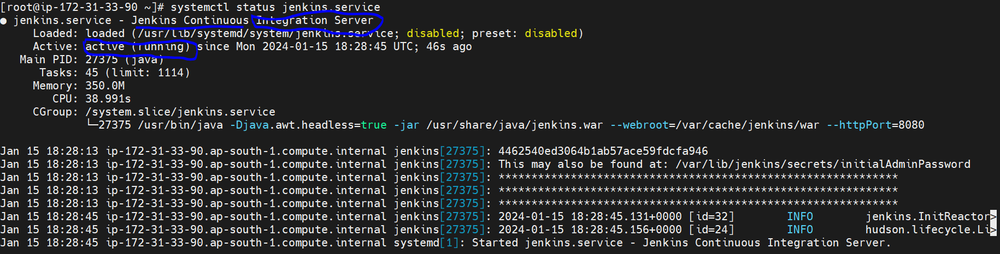 [root@ip-172-31-33-90 ~]# systemctl status jenkins.service
● jenkins.service - Jenkins Continuous Integration Server
Loaded: loaded (/usr/lib/systemd/system/jenkins.service; disabled; preset: disabled)
Active: active (running) since Mon 2024-01-15 18:28:45 UTC; 46s ago
Main PID: 27375 (java)
Tasks: 45 (limit: 1114)
Memory: 350.0M
CPU: 38.991s
CGroup: /system.slice/jenkins.service
└─27375 /usr/bin/java -Djava.awt.headless=true -jar /usr/share/java/jenkins.war --webroot=/var/cache/jenkins/war --httpPort=8080
Jan 15 18:28:13 ip-172-31-33-90.ap-south-1.compute.internal jenkins[27375]: 4462540ed3064b1ab57ace59fdcfa946
Jan 15 18:28:13 ip-172-31-33-90.ap-south-1.compute.internal jenkins[27375]: This may also be found at: /var/lib/jenkins/secrets/initialAdminPassword
Jan 15 18:28:13 ip-172-31-33-90.ap-south-1.compute.internal jenkins[27375]: *************************************************************
Jan 15 18:28:13 ip-172-31-33-90.ap-south-1.compute.internal jenkins[27375]: *************************************************************
Jan 15 18:28:13 ip-172-31-33-90.ap-south-1.compute.internal jenkins[27375]: *************************************************************
Jan 15 18:28:45 ip-172-31-33-90.ap-south-1.compute.internal jenkins[27375]: 2024-01-15 18:28:45.131+0000 [id=32] INFO jenkins.InitReactor>
Jan 15 18:28:45 ip-172-31-33-90.ap-south-1.compute.internal jenkins[27375]: 2024-01-15 18:28:45.156+0000 [id=24] INFO hudson.lifecycle.Li>
Jan 15 18:28:45 ip-172-31-33-90.ap-south-1.compute.internal systemd[1]: Started jenkins.service - Jenkins Continuous Integration Server.